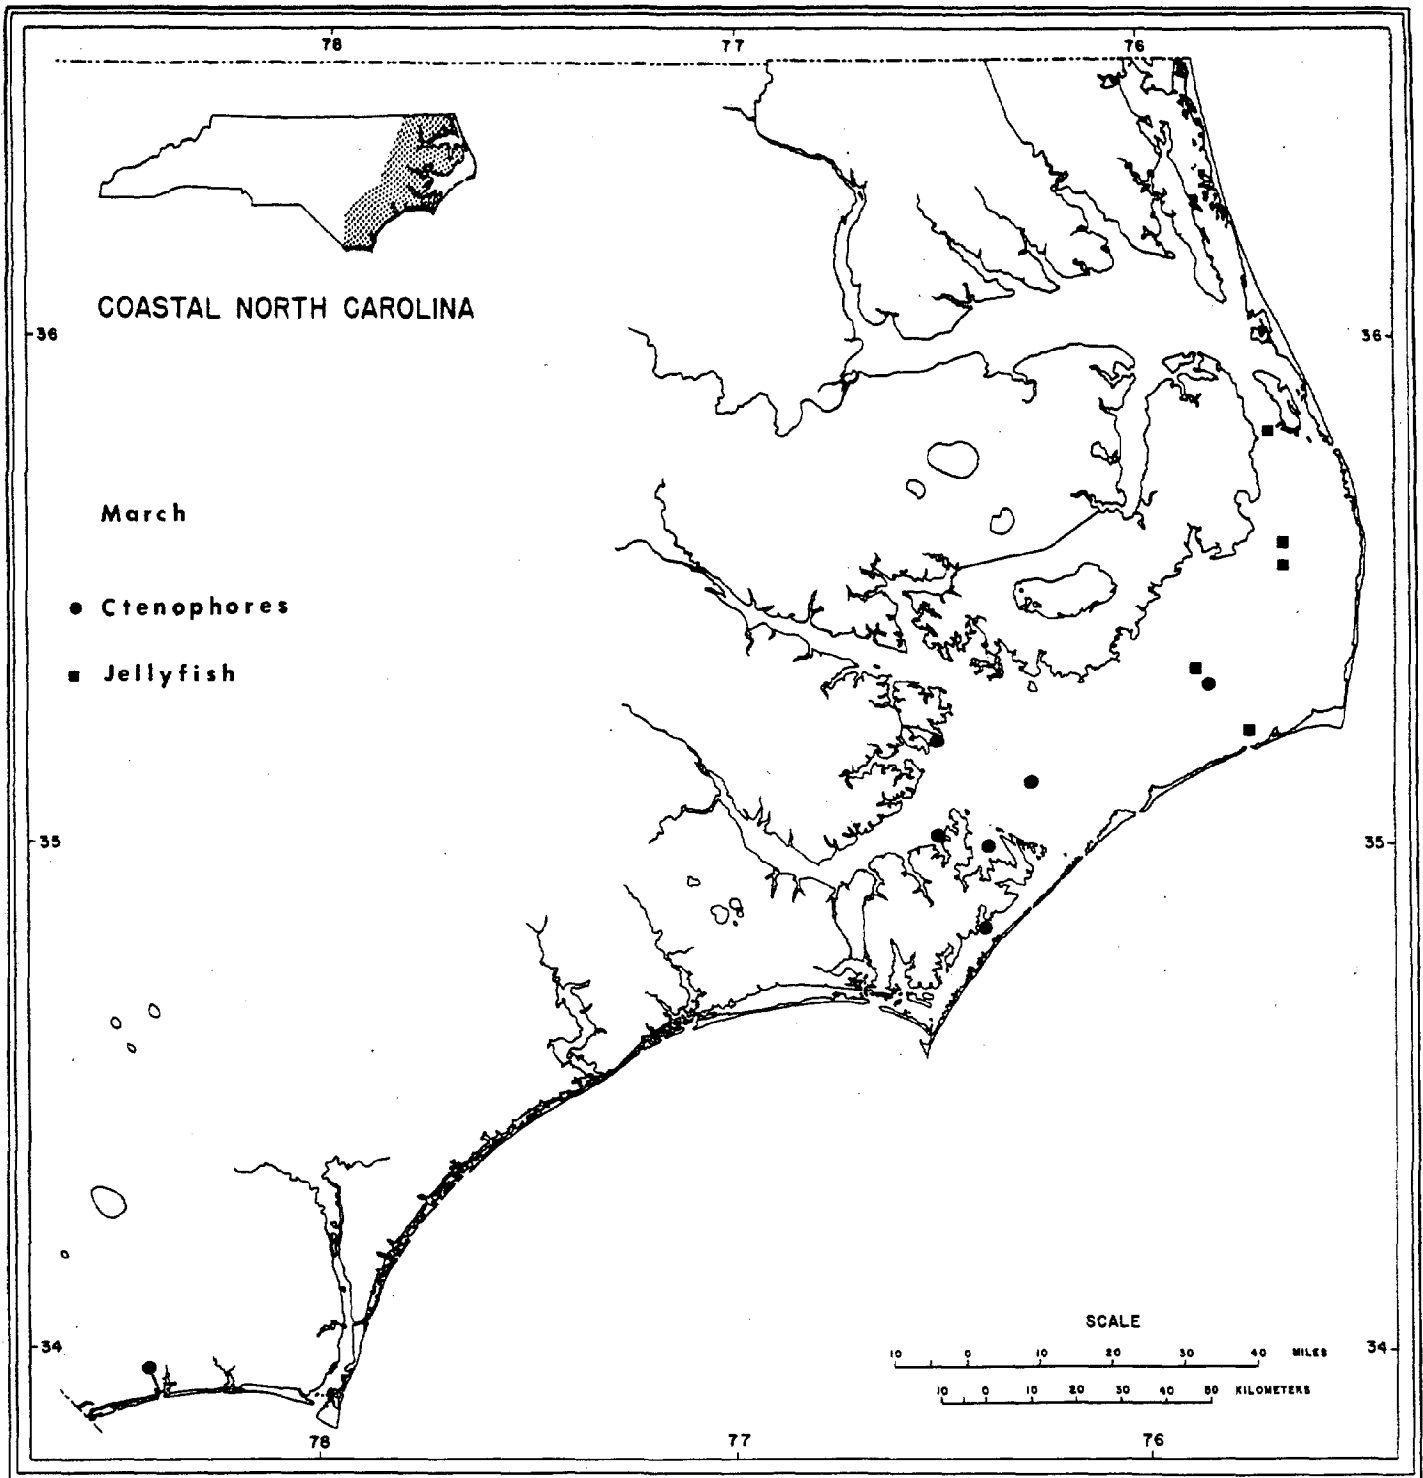 78 77 76
COASTAL NORTH CAROLINA
36 36
March
Ctenophores
Jellyfish
35 35
SCALE
34 34
10 0 10 20 30 40 MILES
10 0 10 20 30 40 50 KILOMETERS
78 77 76